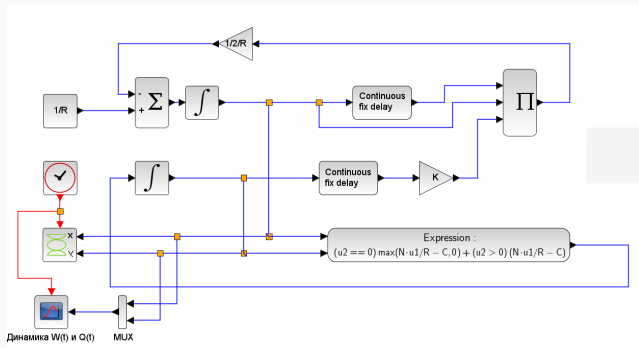 1/2/R
1/R
-
+
Σ
∫
Continuous
fix delay
Π
∫
Continuous
fix delay
K
X
Y
Expression :
(u2 == 0) max(N·u1/R − C, 0) + (u2 > 0) (N·u1/R − C)
Динамика W(t) и Q(t)
MUX